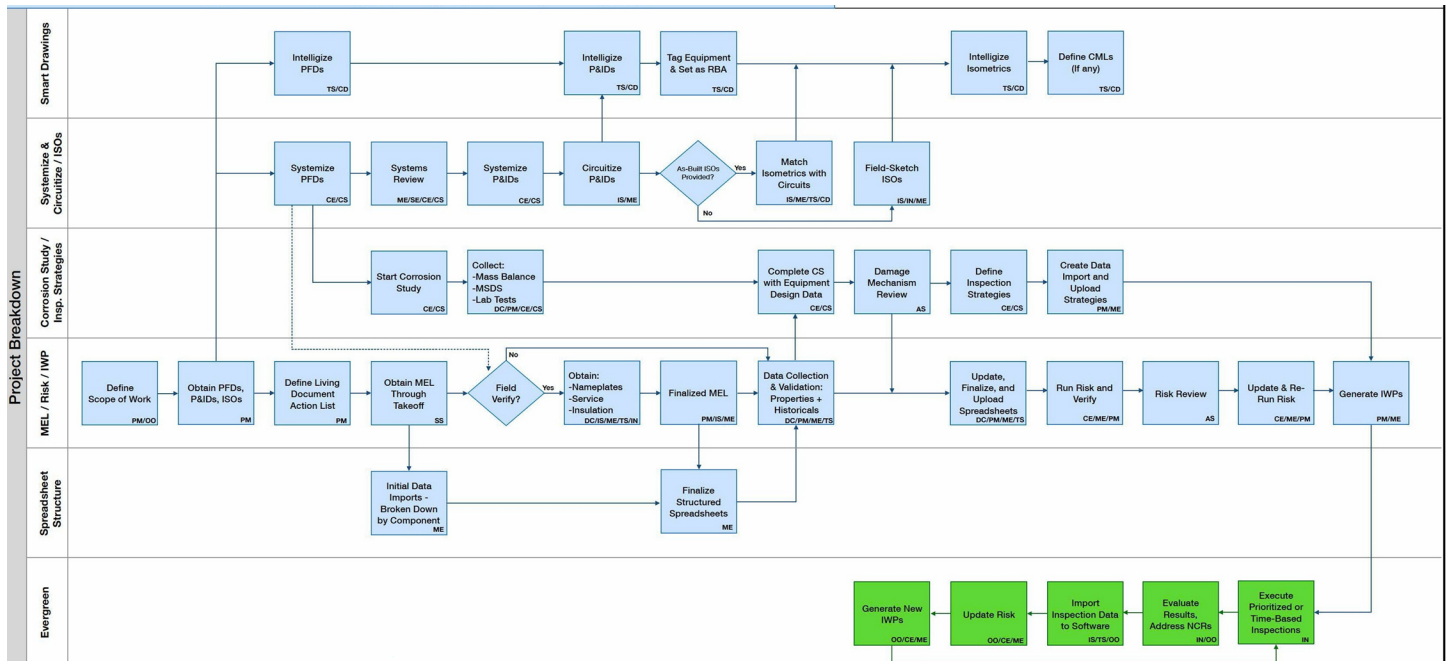 Project Breakdown
Smart Drawings
Intelligize
PFDs
TS/CD
Intelligize
P&IDs
TS/CD
Tag Equipment
& Set as RBA
TS/CD
Intelligize
Isometrics
TS/CD
Define CMLs
(If any)
TS/CD
Systemize &
Circuitize / ISOs
Systemize
PFDs
CE/CS
Systems
Review
ME/SE/CE/CS
Systemize
P&IDs
CE/CS
Circuitize
P&IDs
IS/ME
As-Built ISOs
Provided?
Yes
No
Match
Isometrics with
Circuits
IS/ME/TS/CD
Field-Sketch
ISOs
IS/IN/ME
Corrosion Study /
Insp. Strategies
Start Corrosion
Study
CE/CS
Collect:
-Mass Balance
-MSDS
-Lab Tests
DC/PM/CE/CS
Complete CS
with Equipment
Design Data
CE/CS
Damage
Mechanism
Review
AS
Define
Inspection
Strategies
CE/CS
Create Data
Import and
Upload
Strategies
PM/ME
MEL / Risk / IWP
Define
Scope of Work
PM/OO
Obtain PFDs,
P&IDs, ISOs
PM
Define Living
Document
Action List
PM
Obtain MEL
Through
Takeoff
SS
Field
Verify?
No
Yes
Obtain:
-Nameplates
-Service
-Insulation
DC/IS/ME/TS/IN
Finalized MEL
PM/IS/ME
Data Collection
& Validation:
Properties +
Historicals
DC/PM/ME/TS
Update,
Finalize, and
Upload
Spreadsheets
DC/PM/ME/TS
Run Risk and
Verify
CE/ME/PM
Risk Review
AS
Update & Re-
Run Risk
CE/ME/PM
Generate IWPs
PM/ME
Spreadsheet
Structure
Initial Data
Imports -
Broken Down
by Component
ME
Finalize
Structured
Spreadsheets
ME
Evergreen
Generate New
IWPs
OO/CE/ME
Update Risk
OO/CE/ME
Import
Inspection Data
to Software
IS/TS/OO
Evaluate
Results,
Address NCRs
IN/OO
Execute
Prioritized or
Time-Based
Inspections
IN